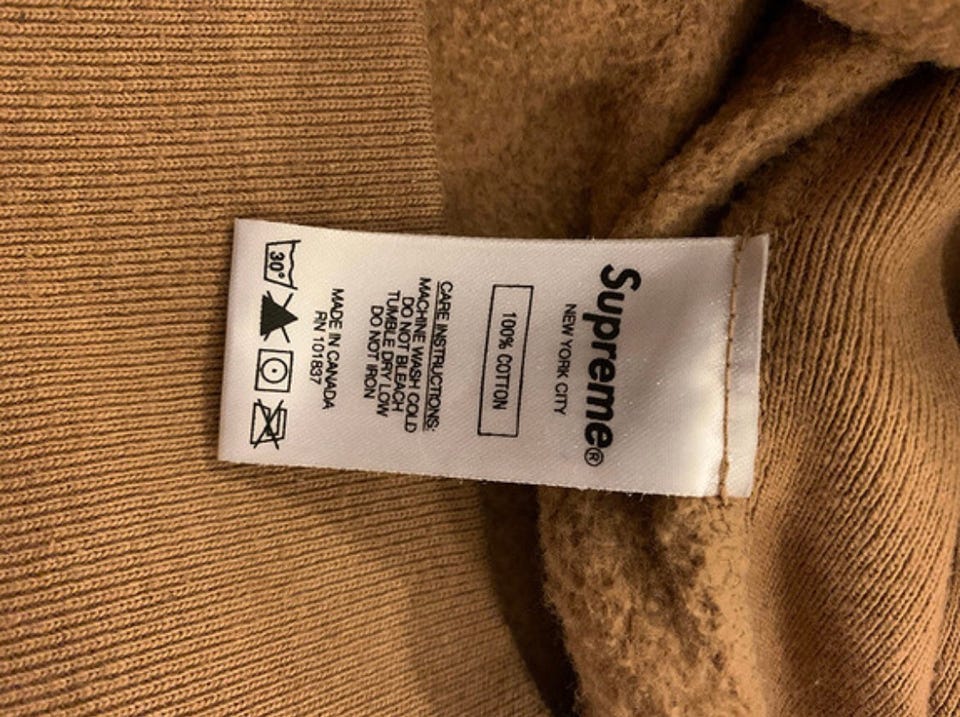 Supreme®
NEW YORK CITY
100% COTTON
CARE INSTRUCTIONS:
MACHINE WASH COLD
DO NOT BLEACH
TUMBLE DRY LOW
DO NOT IRON
MADE IN CANADA
RN 101837
30°